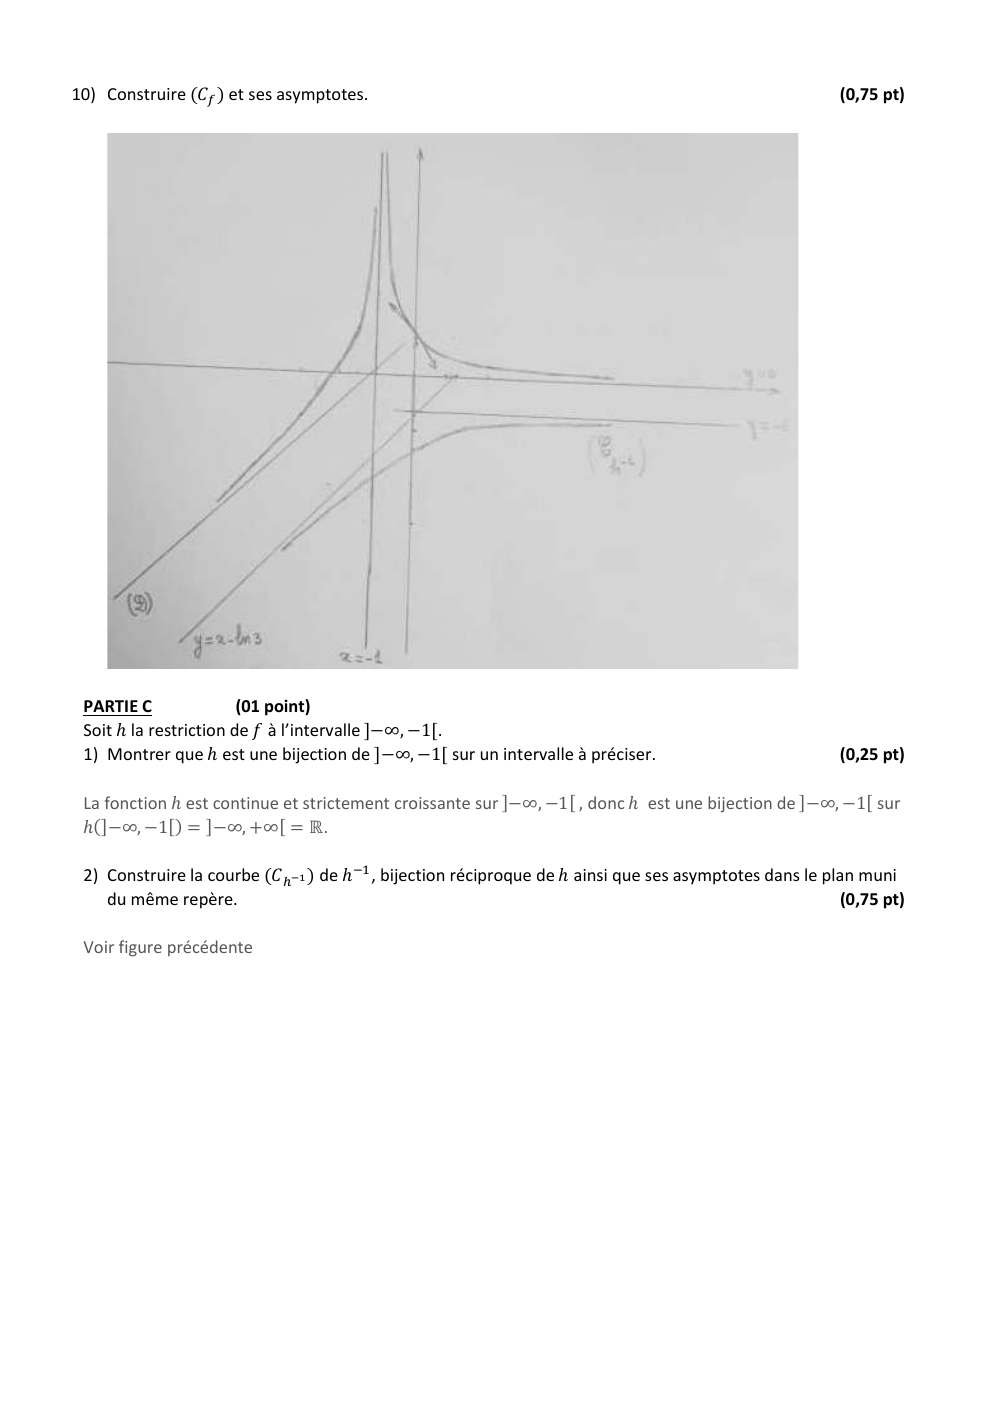 10) Construire (C_f) et ses asymptotes. (0,75 pt)
y=0
y=-1
(C_h⁻¹)
(D)
y=x-ln3
x=-1
PARTIE C (01 point)
Soit h la restriction de f à l’intervalle ]−∞, −1[.
1) Montrer que h est une bijection de ]−∞, −1[ sur un intervalle à préciser. (0,25 pt)
La fonction h est continue et strictement croissante sur ]−∞, −1[ , donc h est une bijection de ]−∞, −1[ sur
h(]−∞, −1[) = ]−∞, +∞[ = ℝ.
2) Construire la courbe (C_h⁻¹) de h⁻¹, bijection réciproque de h ainsi que ses asymptotes dans le plan muni
du même repère. (0,75 pt)
Voir figure précédente